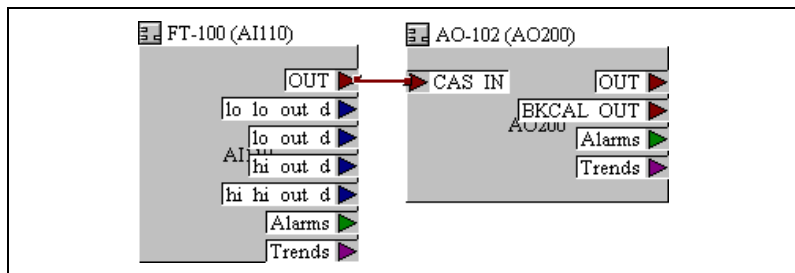 FT-100 (AI110)
OUT
lo lo out d
lo out d
hi out d
hi hi out d
Alarms
Trends
AO-102 (AO200)
CAS IN
OUT
BKCAL OUT
AO200
Alarms
Trends